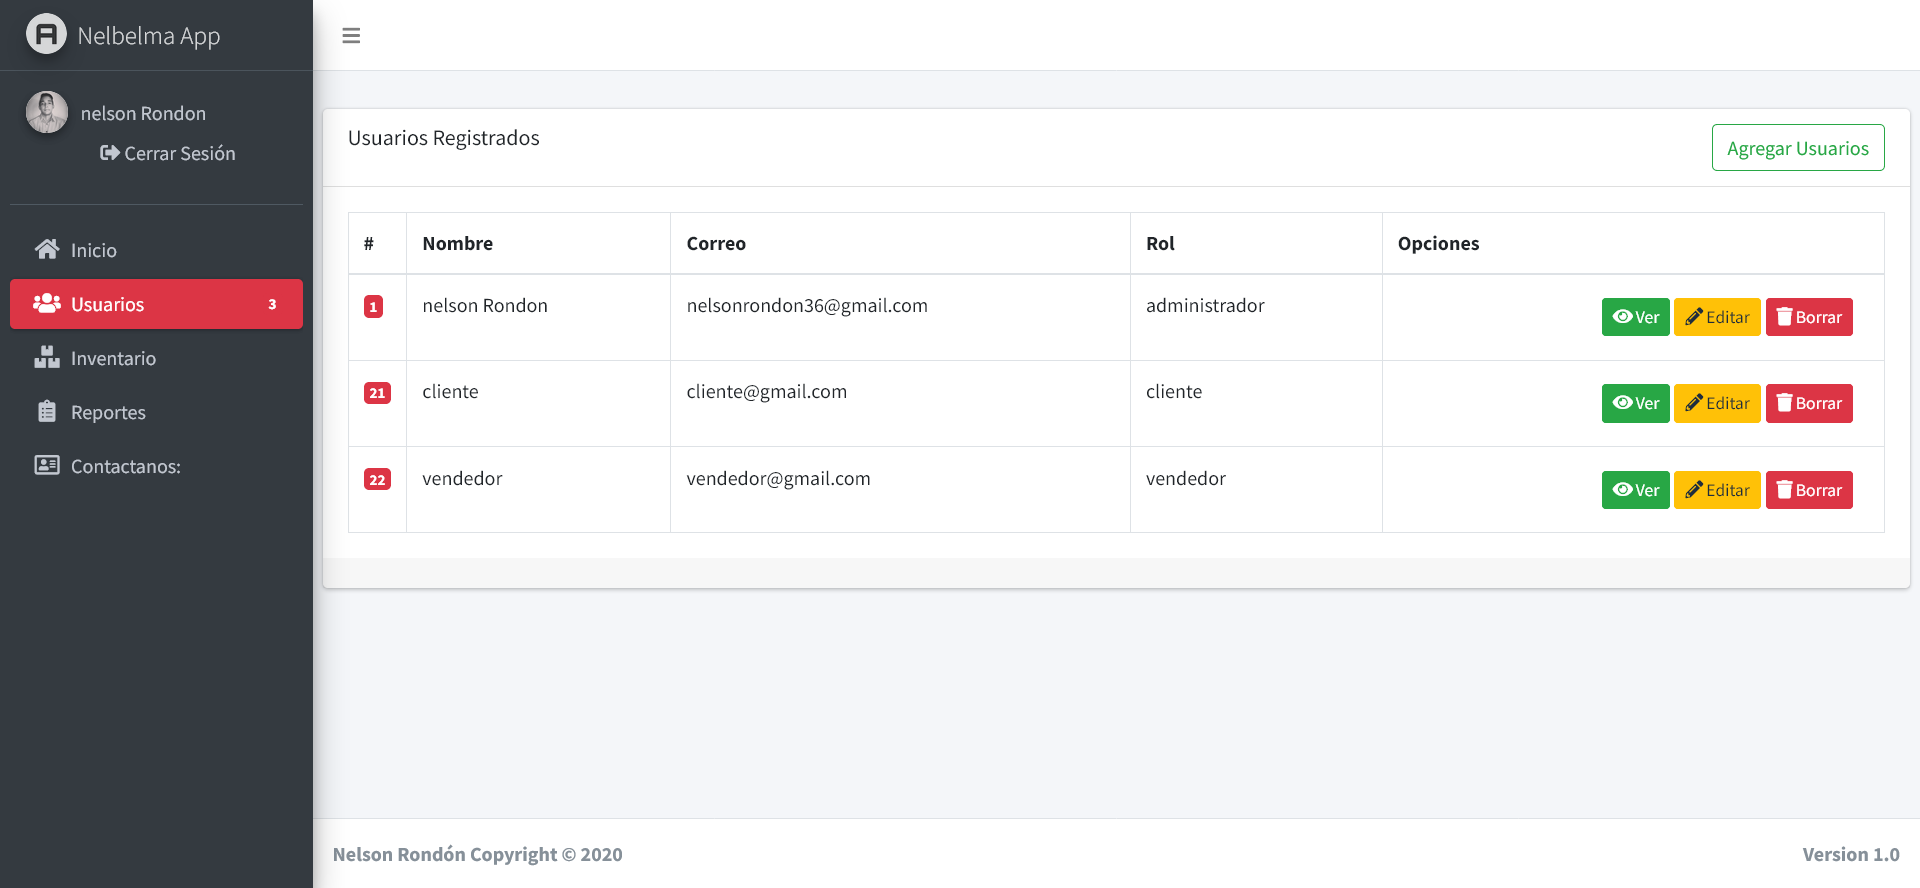 Nelbelma App
nelson Rondon
Cerrar Sesión
Inicio
Usuarios 3
Inventario
Reportes
Contactanos:
Usuarios Registrados
Agregar Usuarios
# Nombre Correo Rol Opciones
1 nelson Rondon nelsonrondon36@gmail.com administrador Ver Editar Borrar
21 cliente cliente@gmail.com cliente Ver Editar Borrar
22 vendedor vendedor@gmail.com vendedor Ver Editar Borrar
Nelson Rondón Copyright © 2020
Version 1.0